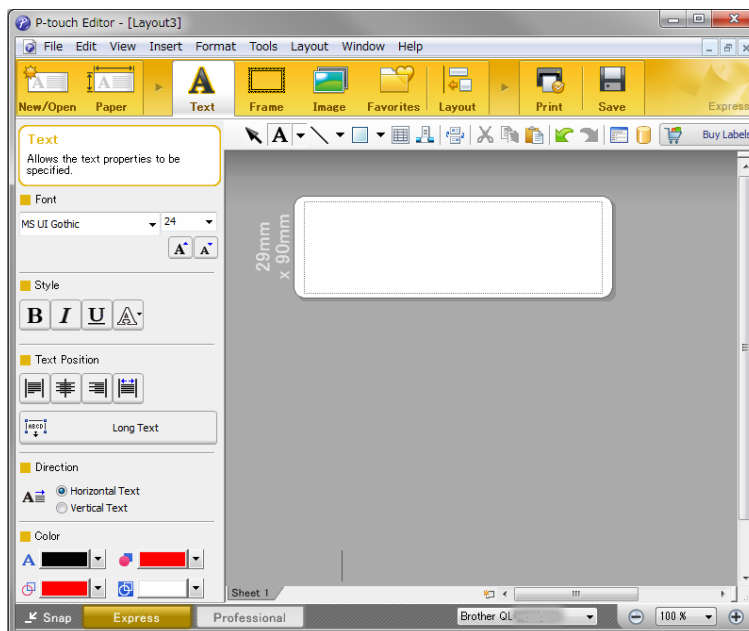 P-touch Editor - [Layout3]
File Edit View Insert Format Tools Layout Window Help
New/Open Paper Text Frame Image Favorites Layout Print Save Express
Text
Allows the text properties to be
specified.
A Buy Labels
Font
MS UI Gothic 24
A A
29mm
x 90mm
Style
B I U A
Text Position
ABCD Long Text
Direction
A Horizontal Text
Vertical Text
Color
A
Sheet 1
Snap Express Professional Brother QL 100 %